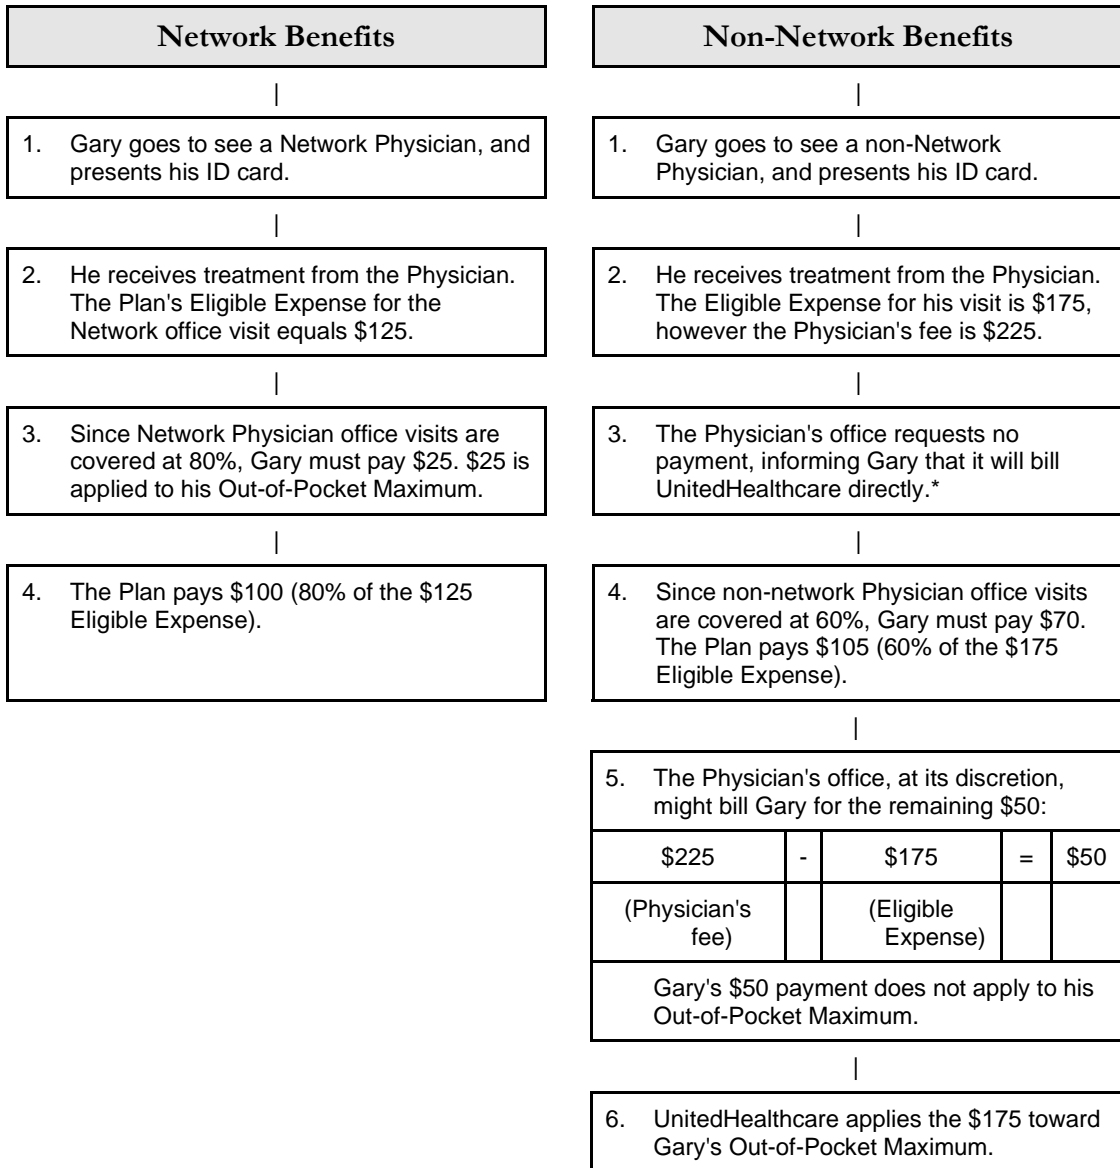 Network Benefits
|
1. Gary goes to see a Network Physician, and
presents his ID card.
|
2. He receives treatment from the Physician.
The Plan's Eligible Expense for the
Network office visit equals $125.
|
3. Since Network Physician office visits are
covered at 80%, Gary must pay $25. $25 is
applied to his Out-of-Pocket Maximum.
|
4. The Plan pays $100 (80% of the $125
Eligible Expense).
Non-Network Benefits
|
1. Gary goes to see a non-Network
Physician, and presents his ID card.
|
2. He receives treatment from the Physician.
The Eligible Expense for his visit is $175,
however the Physician's fee is $225.
|
3. The Physician's office requests no
payment, informing Gary that it will bill
UnitedHealthcare directly.*
|
4. Since non-network Physician office visits
are covered at 60%, Gary must pay $70.
The Plan pays $105 (60% of the $175
Eligible Expense).
|
5. The Physician's office, at its discretion,
might bill Gary for the remaining $50:
$225 - $175 = $50
(Physician's (Eligible
fee) Expense)
Gary's $50 payment does not apply to his
Out-of-Pocket Maximum.
|
6. UnitedHealthcare applies the $175 toward
Gary's Out-of-Pocket Maximum.